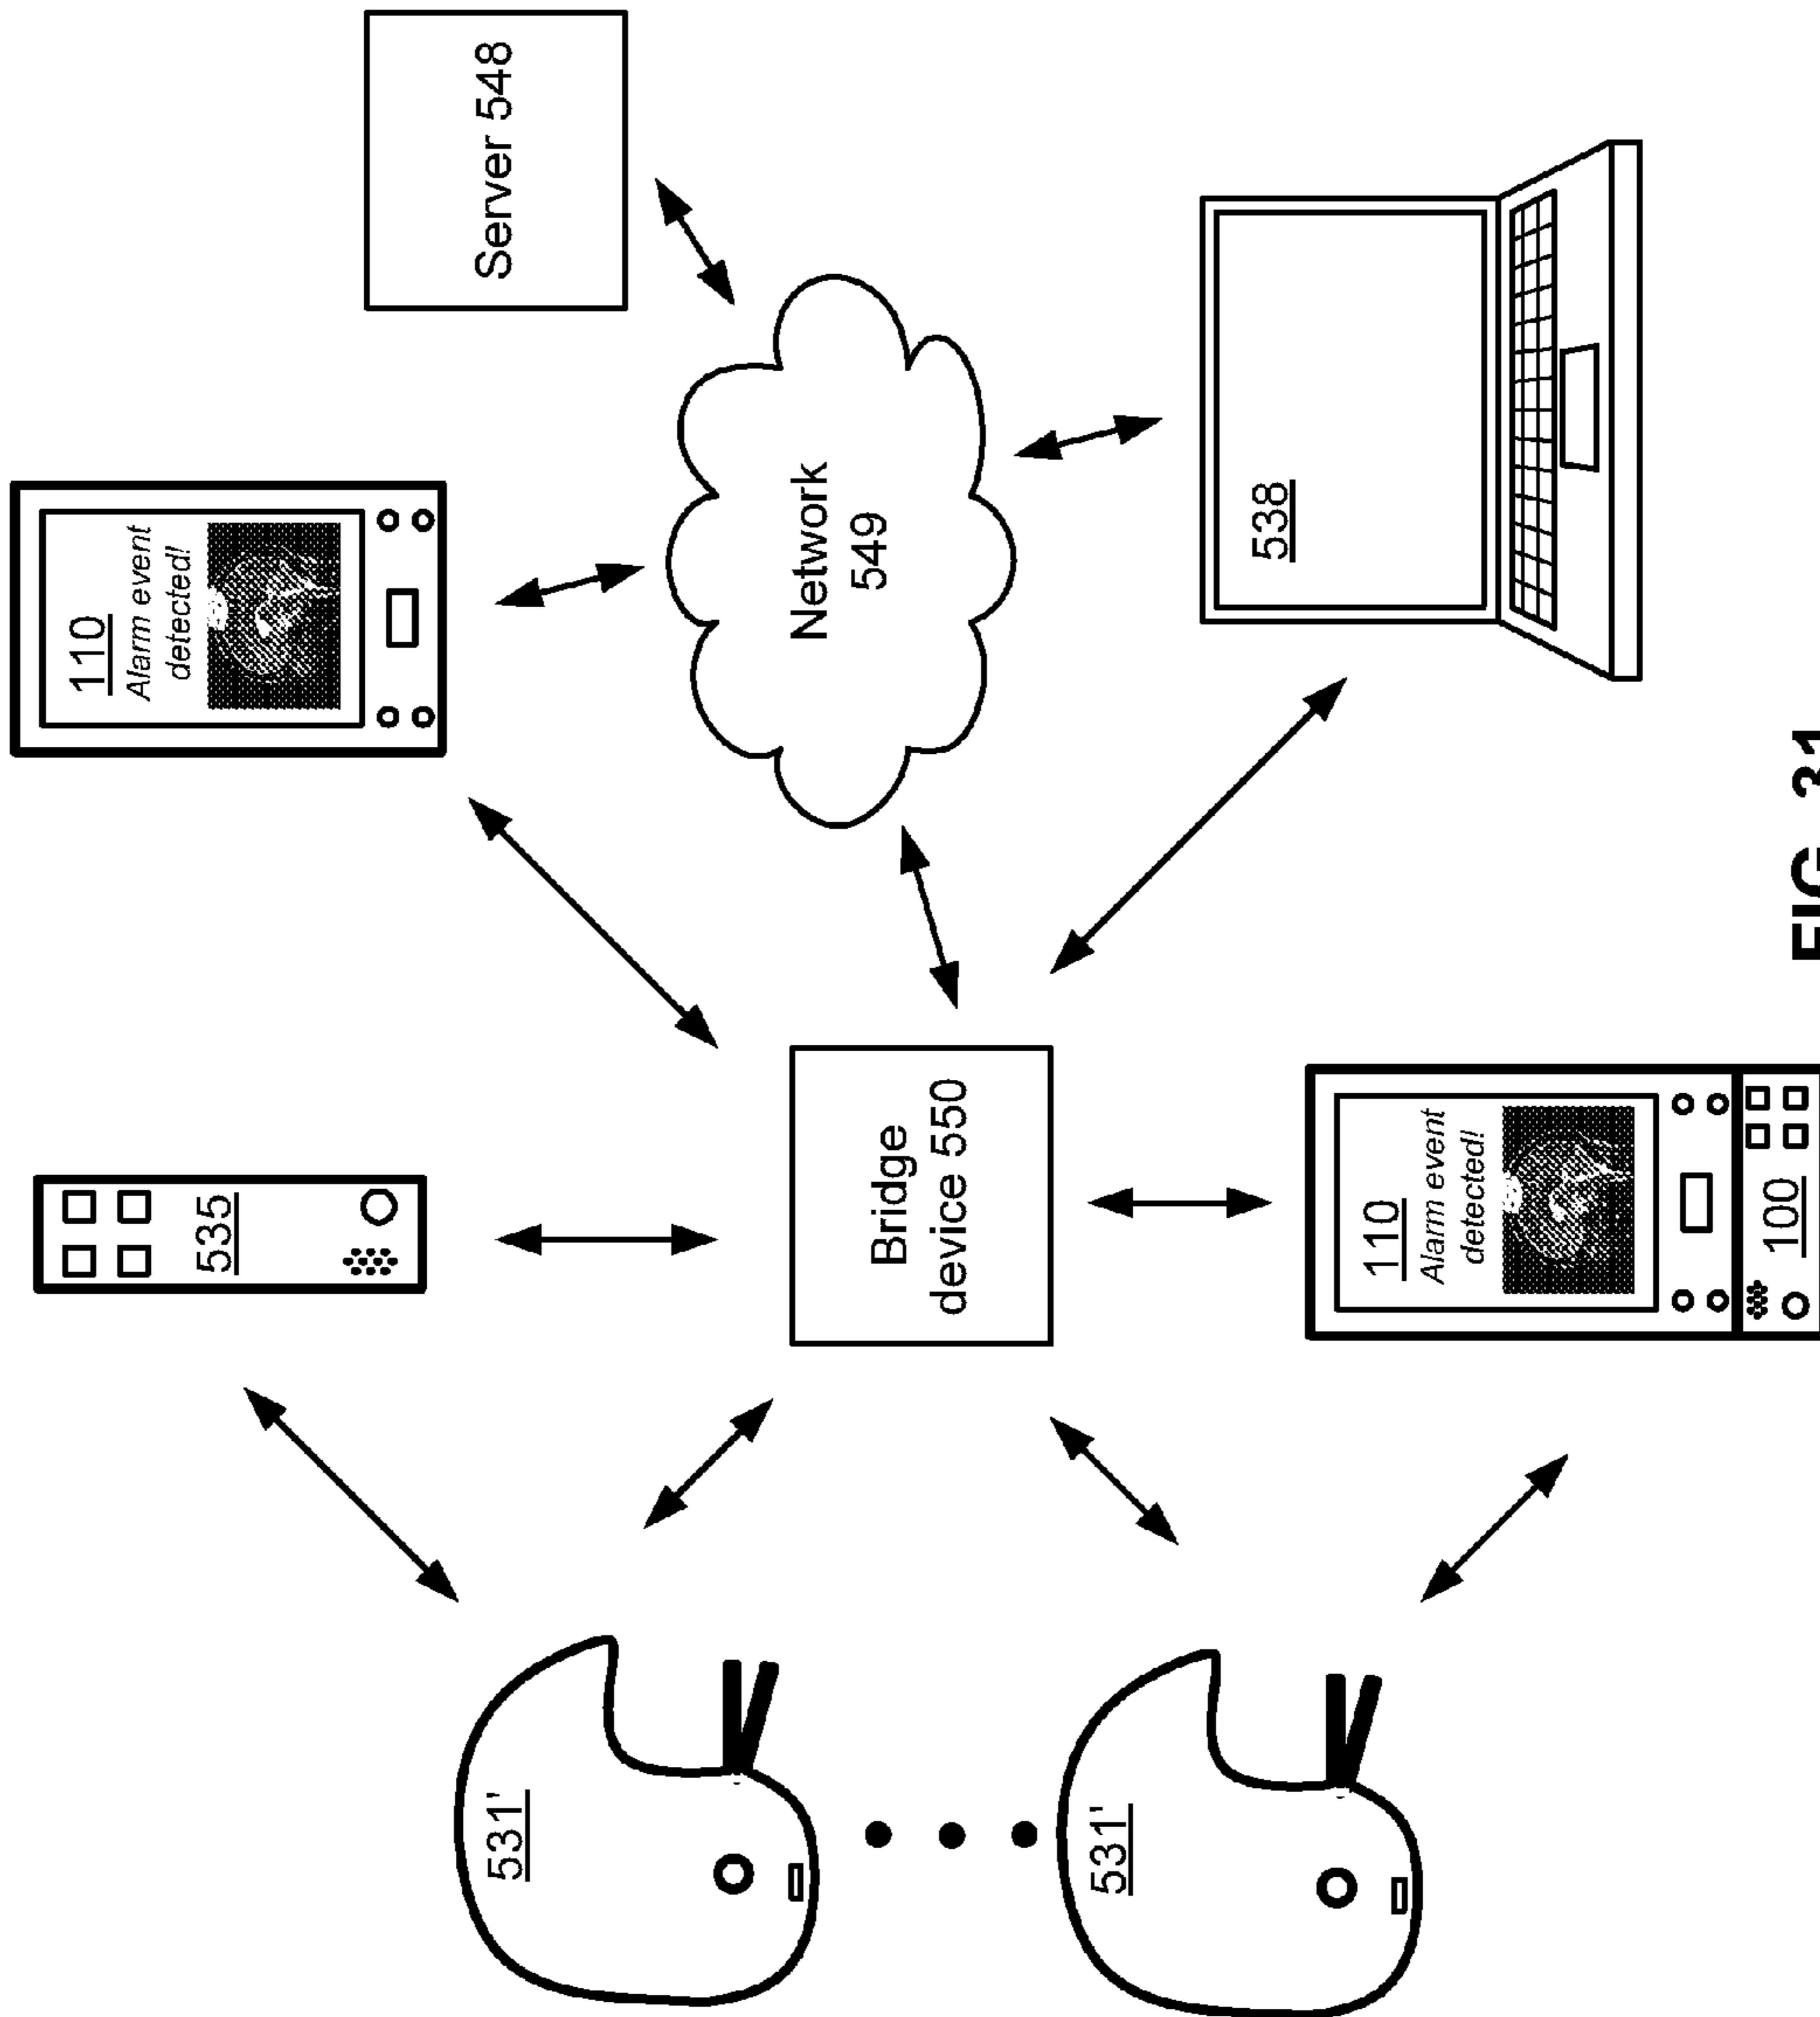 531'
531'
535
Bridge
device 550
110
Alarm event
detected!
100
110
Alarm event
detected!
Network
549
538
Server 548
FIG. 31